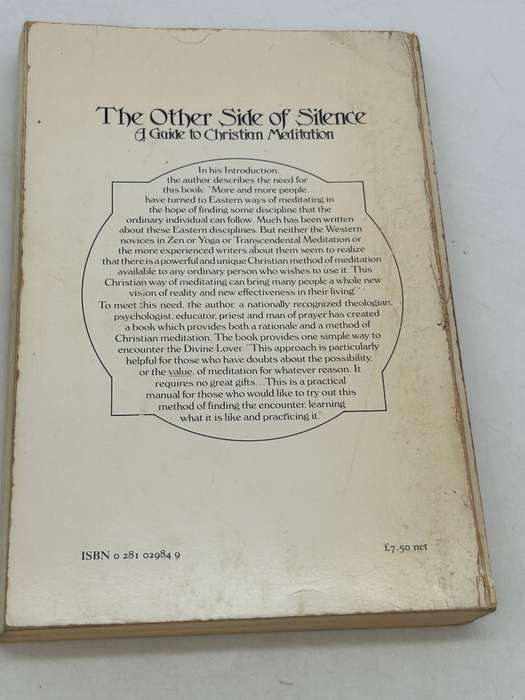 The Other Side of Silence
A Guide to Christian Meditation
In his Introduction,
the author describes the need for
this book: "More and more people...
have turned to Eastern ways of meditating in
the hope of finding some discipline that the
ordinary individual can follow. Much has been written
about these Eastern disciplines. But neither the Western
novices in Zen or Yoga or Transcendental Meditation or
the more experienced writers about them seem to realize
that there is a powerful and unique Christian method of meditation
available to any ordinary person who wishes to use it. This
Christian way of meditating can bring many people a whole new
vision of reality and new effectiveness in their living."
To meet this need, the author, a nationally recognized theologian,
psychologist, educator, priest and man of prayer has created
a book which provides both a rationale and a method of
Christian meditation. The book provides one simple way to
encounter the Divine Lover. "This approach is particularly
helpful for those who have doubts about the possibility,
or the value, of meditation for whatever reason. It
requires no great gifts...This is a practical
manual for those who would like to try out this
method of finding the encounter, learning
what it is like and practicing it."
ISBN 0 281 02984 9
£7.50 net